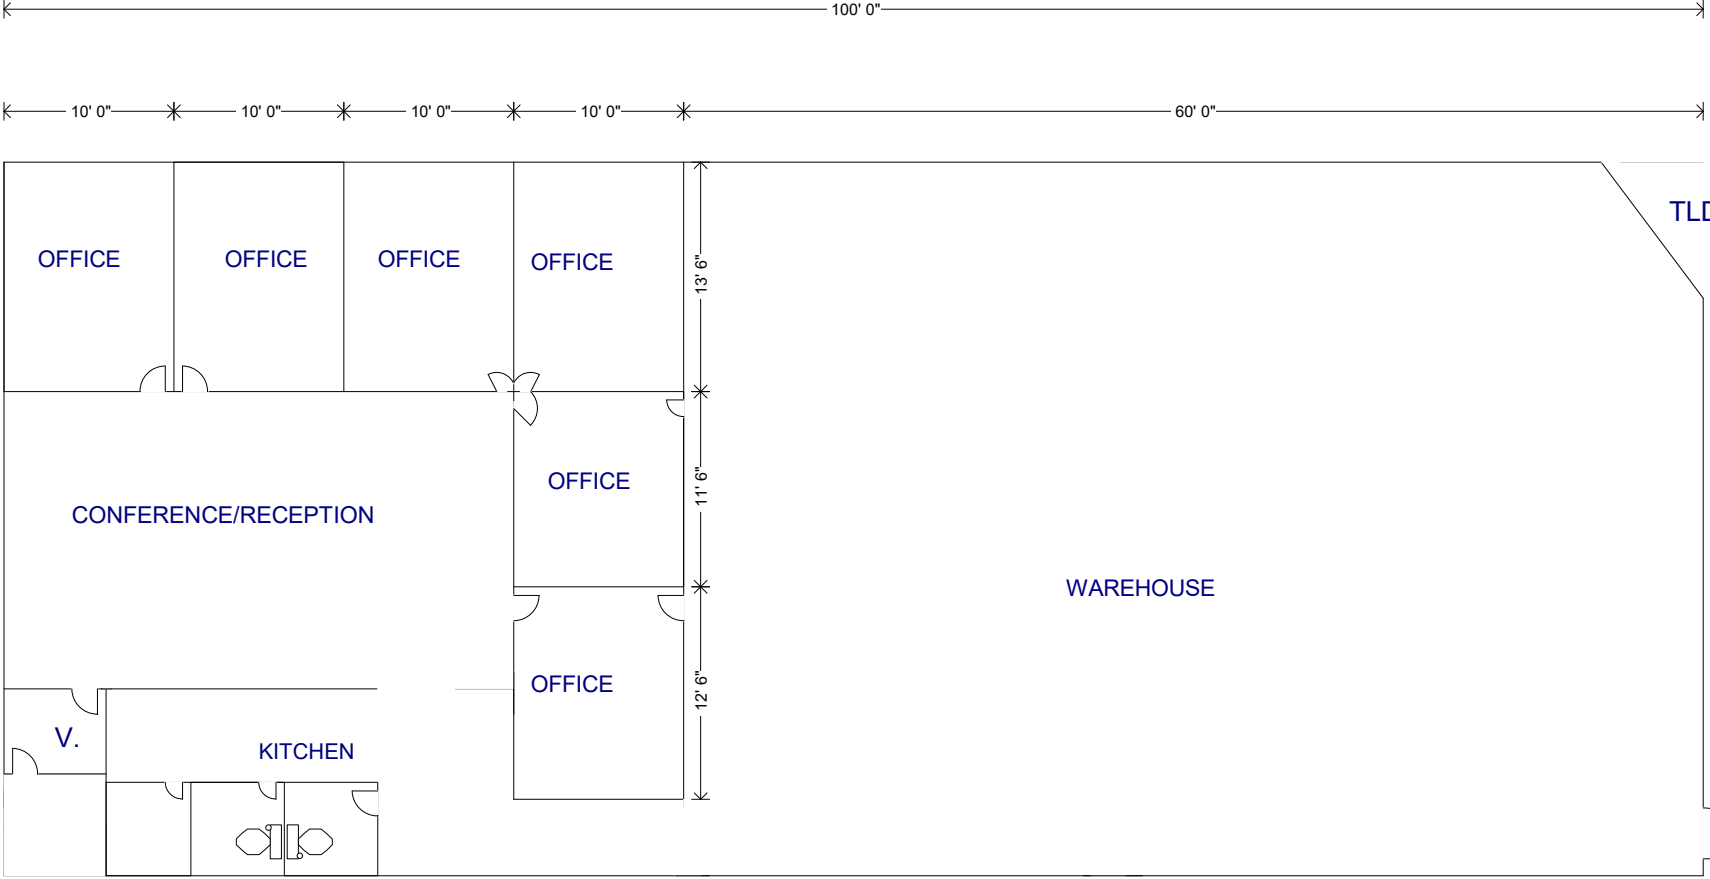 100' 0"
10' 0"
10' 0"
10' 0"
10' 0"
60' 0"
TLD
OFFICE
OFFICE
OFFICE
OFFICE
13' 6"
OFFICE
11' 6"
CONFERENCE/RECEPTION
WAREHOUSE
OFFICE
12' 6"
V.
KITCHEN